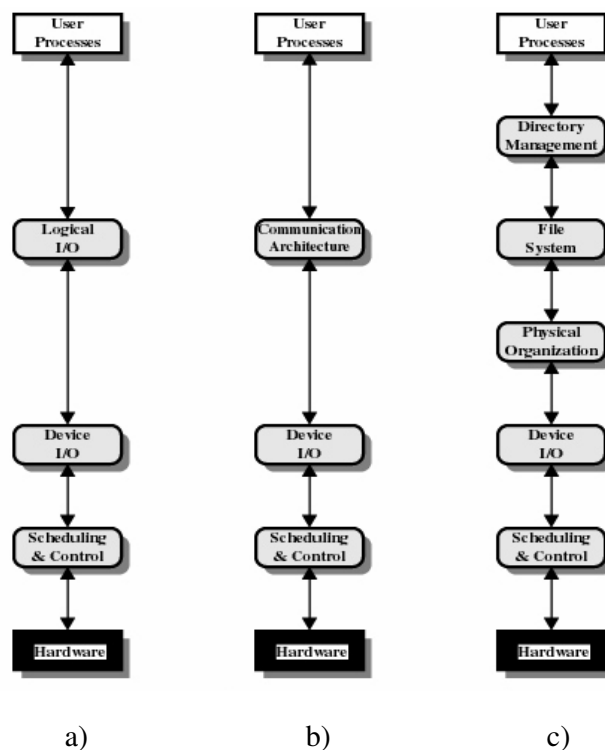 User
Processes
Logical
I/O
Device
I/O
Scheduling
& Control
Hardware
a)
User
Processes
Communication
Architecture
Device
I/O
Scheduling
& Control
Hardware
b)
User
Processes
Directory
Management
File
System
Physical
Organization
Device
I/O
Scheduling
& Control
Hardware
c)